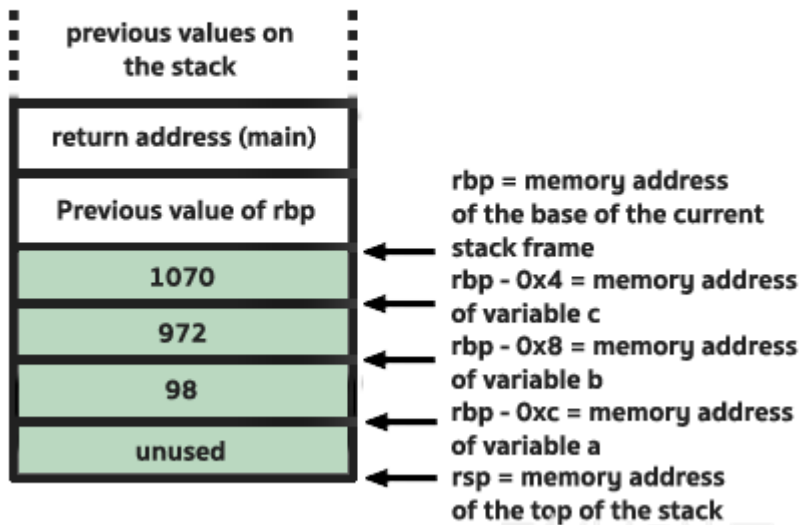 previous values on
the stack
return address (main)
Previous value of rbp
1070
972
98
unused
rbp = memory address
of the base of the current
stack frame
rbp - 0x4 = memory address
of variable c
rbp - 0x8 = memory address
of variable b
rbp - 0xc = memory address
of variable a
rsp = memory address
of the top of the stack